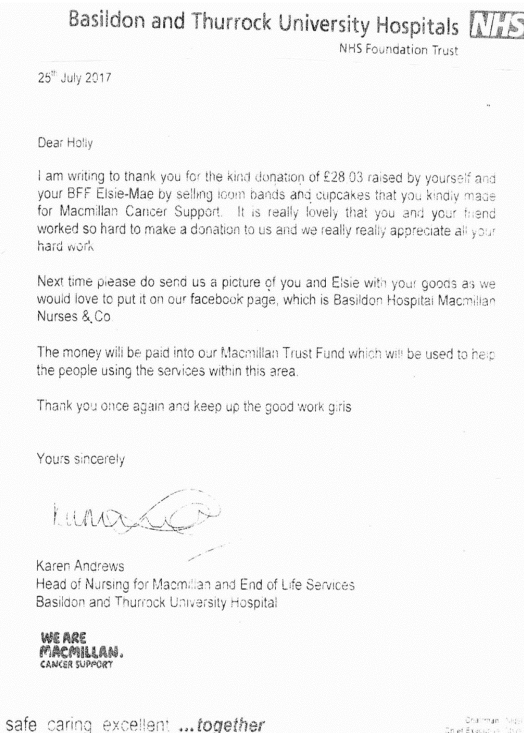 Basildon and Thurrock University Hospitals NHS
NHS Foundation Trust
25th July 2017
Dear Holly
I am writing to thank you for the kind donation of £28 03 raised by yourself and
your BFF Elsie-Mae by selling loom bands and cupcakes that you kindly made
for Macmillan Cancer Support. It is really lovely that you and your friend
worked so hard to make a donation to us and we really really appreciate all your
hard work
Next time please do send us a picture of you and Elsie with your goods as we
would love to put it on our facebook page, which is Basildon Hospital Macmillan
Nurses & Co.
The money will be paid into our Macmillan Trust Fund which will be used to help
the people using the services within this area.
Thank you once again and keep up the good work girls
Yours sincerely
Karen Andrews
Head of Nursing for Macmillan and End of Life Services
Basildon and Thurrock University Hospital
WE ARE
MACMILLAN.
CANCER SUPPORT
safe caring excellent ...together
Chairman
Chief Executive